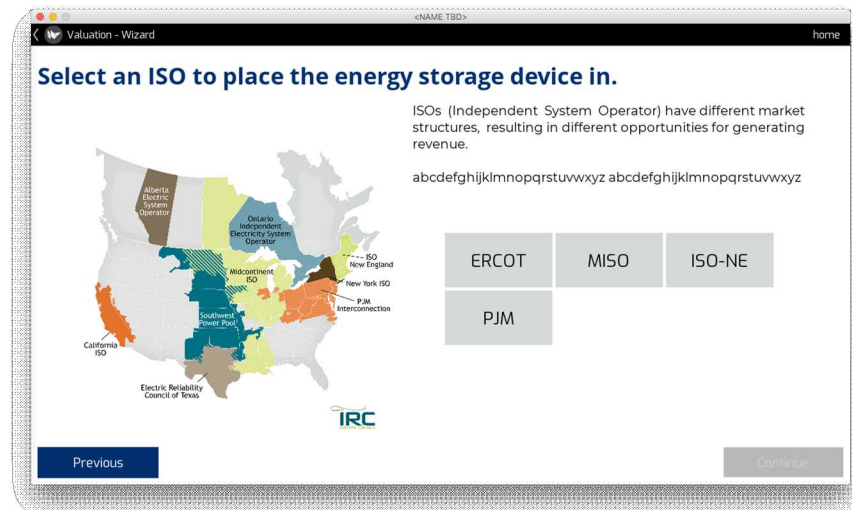 <NAME TBD>
Valuation - Wizard
home
Select an ISO to place the energy storage device in.
ISOs (Independent System Operator) have different market
structures, resulting in different opportunities for generating
revenue.
abcdefghijklmnopqrstuvwxyz abcdefghijklmnopqrstuvwxyz
Alberta
Electric
System
Operator
Ontario
Independent
Electricity System
Operator
ISO
New England
Midcontinent
ISO
New York ISO
PJM
Interconnection
Southwest
Power Pool
California
ISO
Electric Reliability
Council of Texas
IRC
ERCOT
MISO
ISO-NE
PJM
Previous
Continue